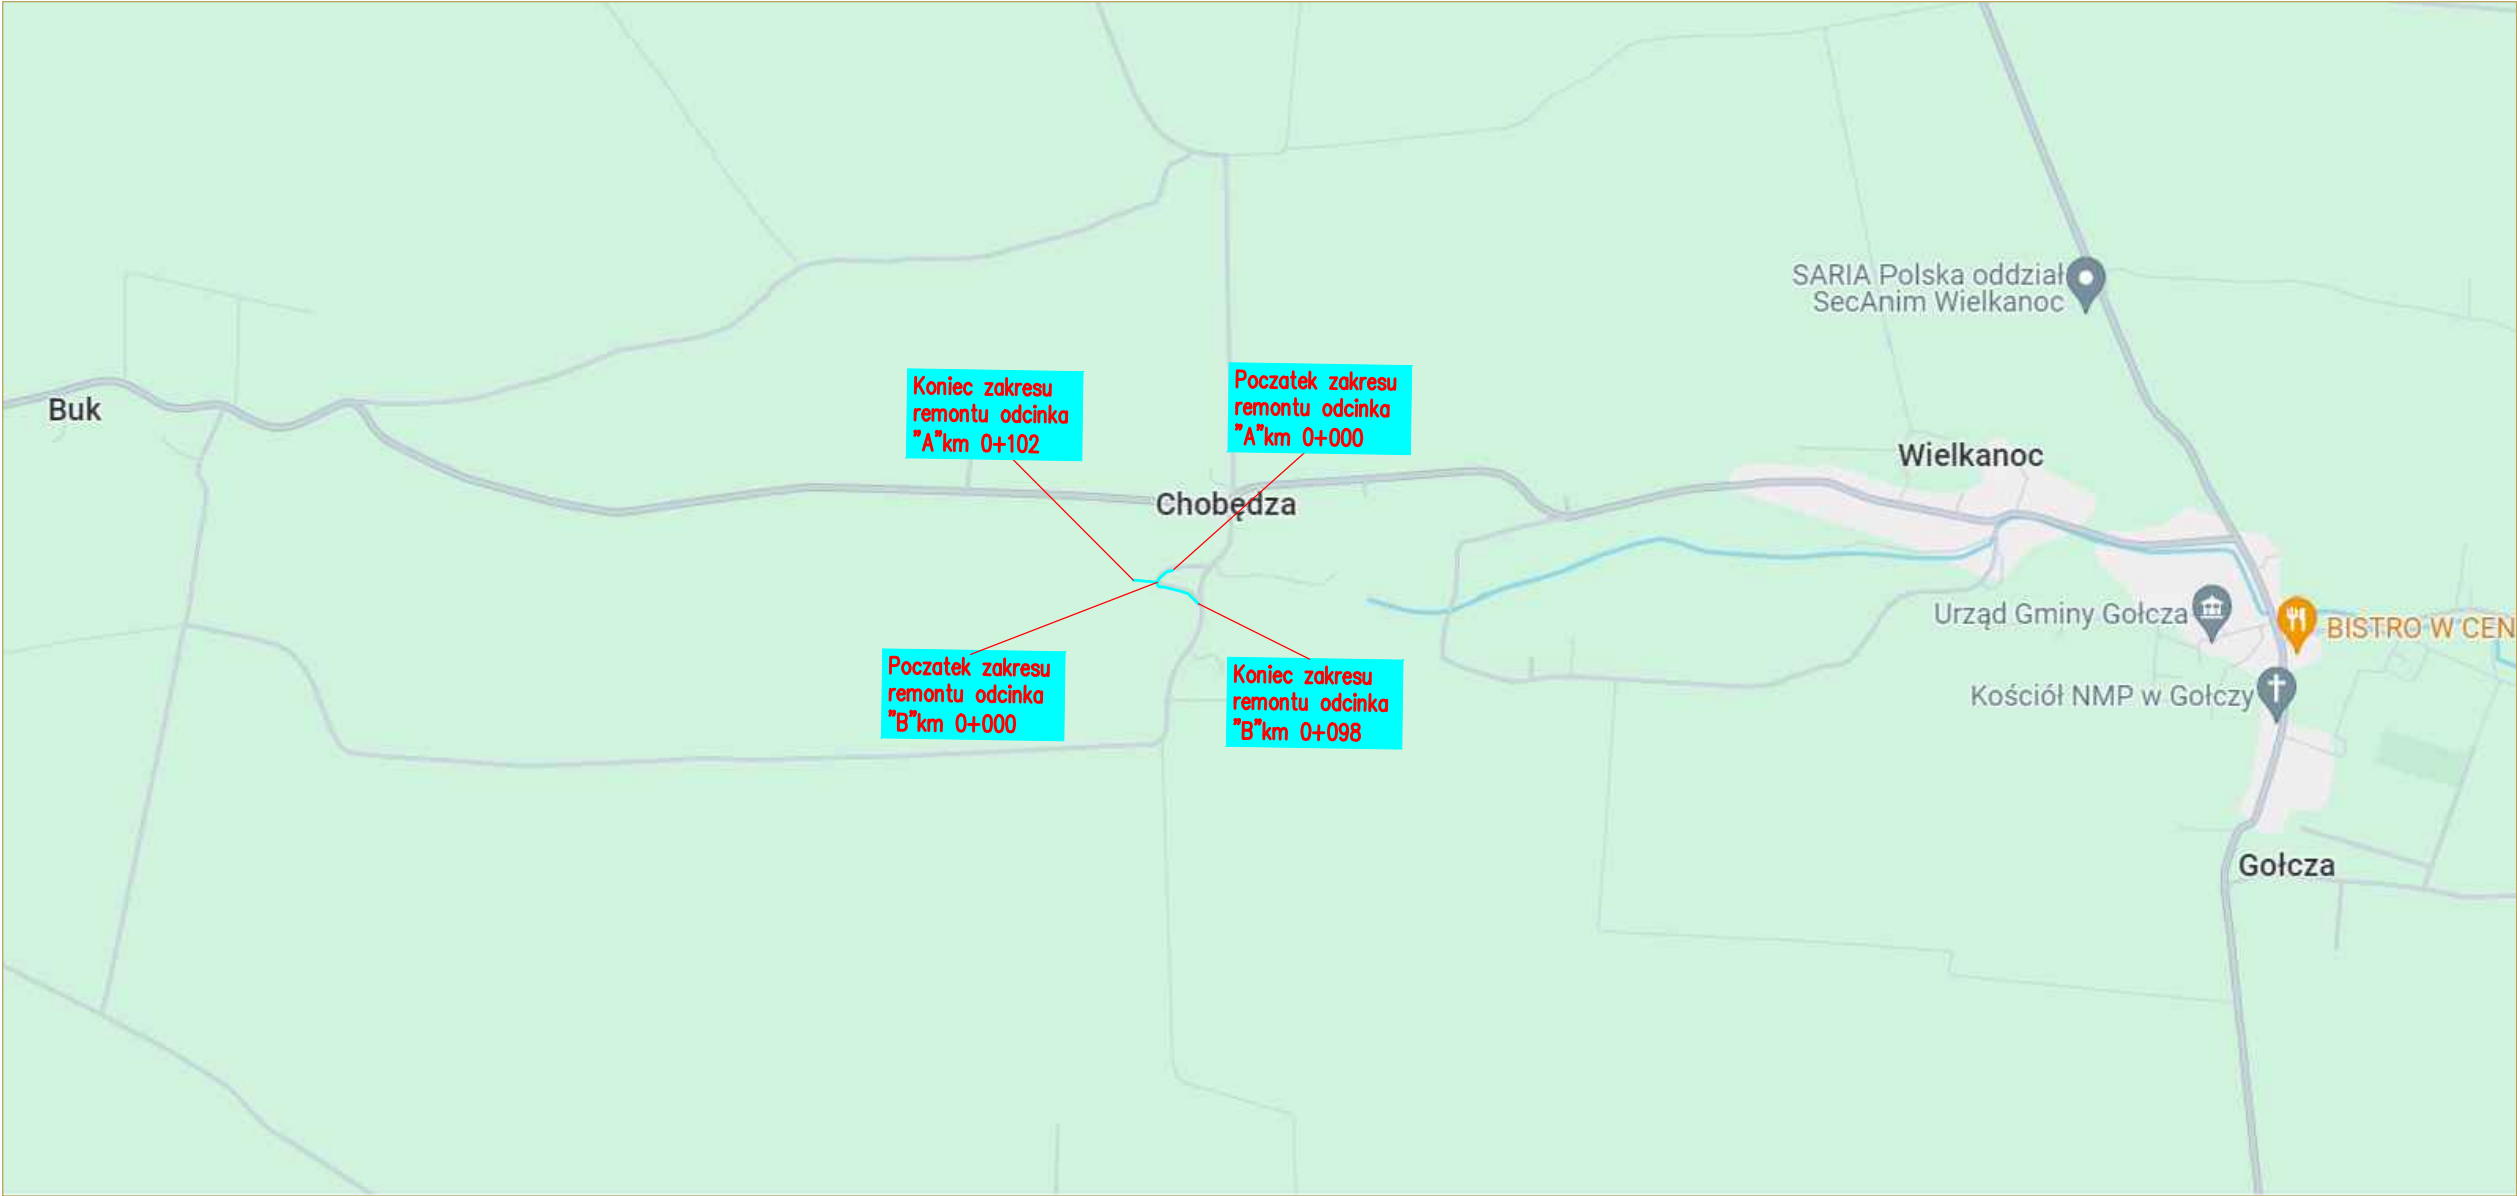 SARIA Polska oddział
SecAnim Wielkanoc
Koniec zakresu
remontu odcinka
"A"km 0+102
Poczatek zakresu
remontu odcinka
"A"km 0+000
Buk
Wielkanoc
Chobędza
Urząd Gminy Gołcza
BISTRO W CEN
Poczatek zakresu
remontu odcinka
"B"km 0+000
Koniec zakresu
remontu odcinka
"B"km 0+098
Kościół NMP w Gołczy
Gołcza